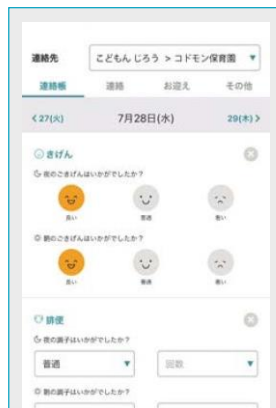 連絡先 こどもん じろう > コドモン保育園 ▼
連絡帳 連絡 お迎え その他
< 27(火) 7月28日(水) 29(木) >
きげん
夜のごきげんはいかがでしたか?
良い 普通 悪い
朝のごきげんはいかがでしたか?
良い 普通 悪い
排便
夜の調子はいかがでしたか?
普通 ▼ 回数 ▼
朝の調子はいかがでしたか?